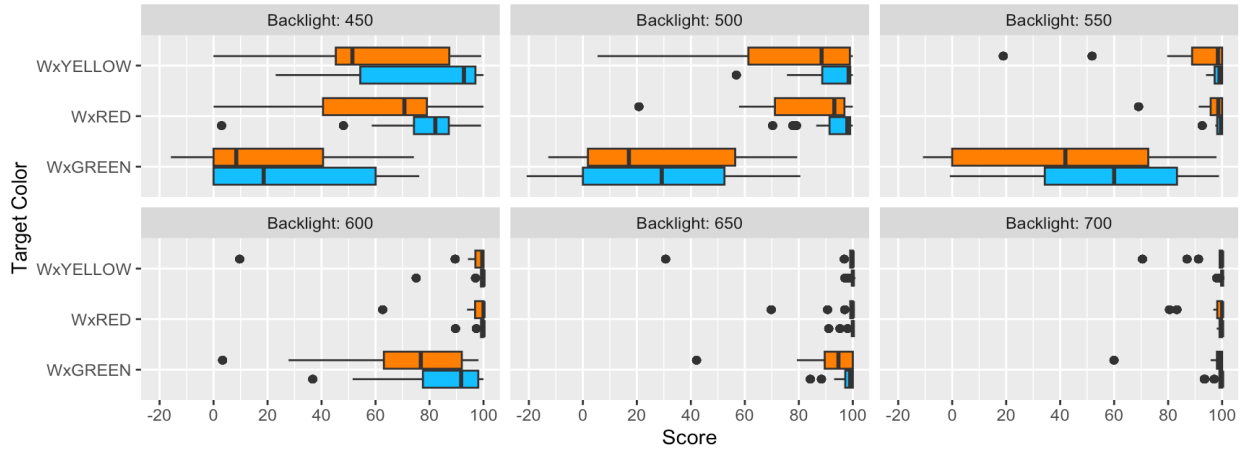 Backlight: 450 Backlight: 500 Backlight: 550
WxYELLOW
WxRED
WxGREEN
Target Color
Backlight: 600 Backlight: 650 Backlight: 700
WxYELLOW
WxRED
WxGREEN
-20 0 20 40 60 80 100 -20 0 20 40 60 80 100 -20 0 20 40 60 80 100
Score